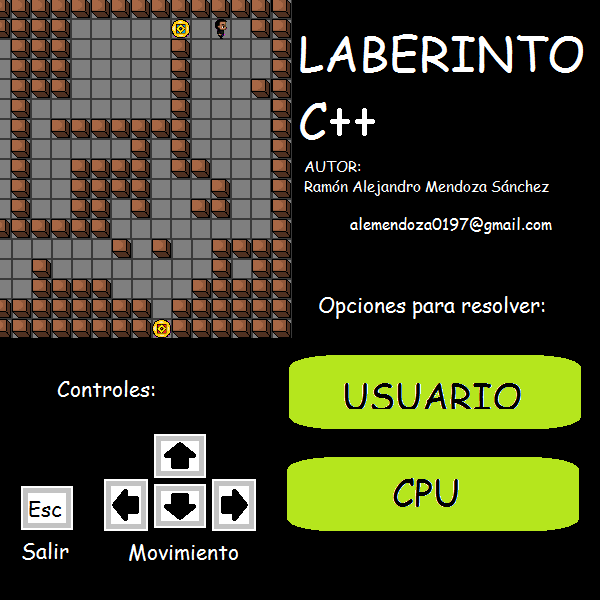 LABERINTO
C++
AUTOR:
Ramón Alejandro Mendoza Sánchez
alemendoza0197@gmail.com
Opciones para resolver:
Controles:
USUARIO
CPU
Esc
Salir
Movimiento